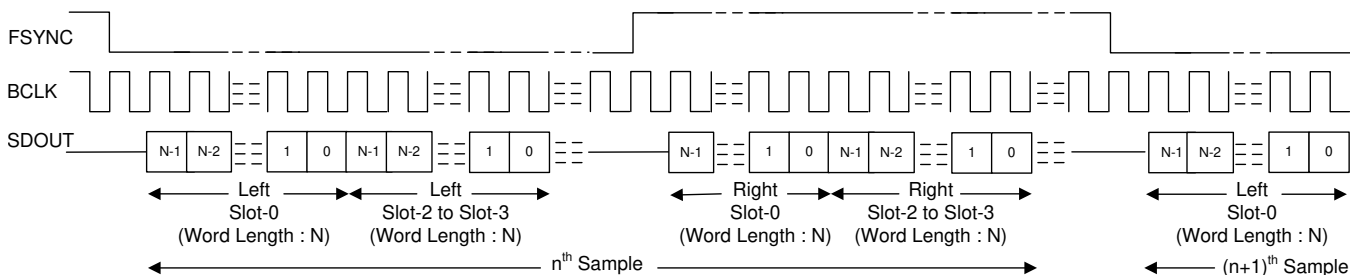 FSYNC
BCLK
SDOUT
N-1 N-2 1 0 N-1 N-2 1 0 N-1 1 0 N-1 N-2 1 0 N-1 N-2 1 0
Left Left Right Right Left
Slot-0 Slot-2 to Slot-3 Slot-0 Slot-2 to Slot-3 Slot-0
(Word Length : N) (Word Length : N) (Word Length : N) (Word Length : N) (Word Length : N)
nth Sample (n+1)th Sample